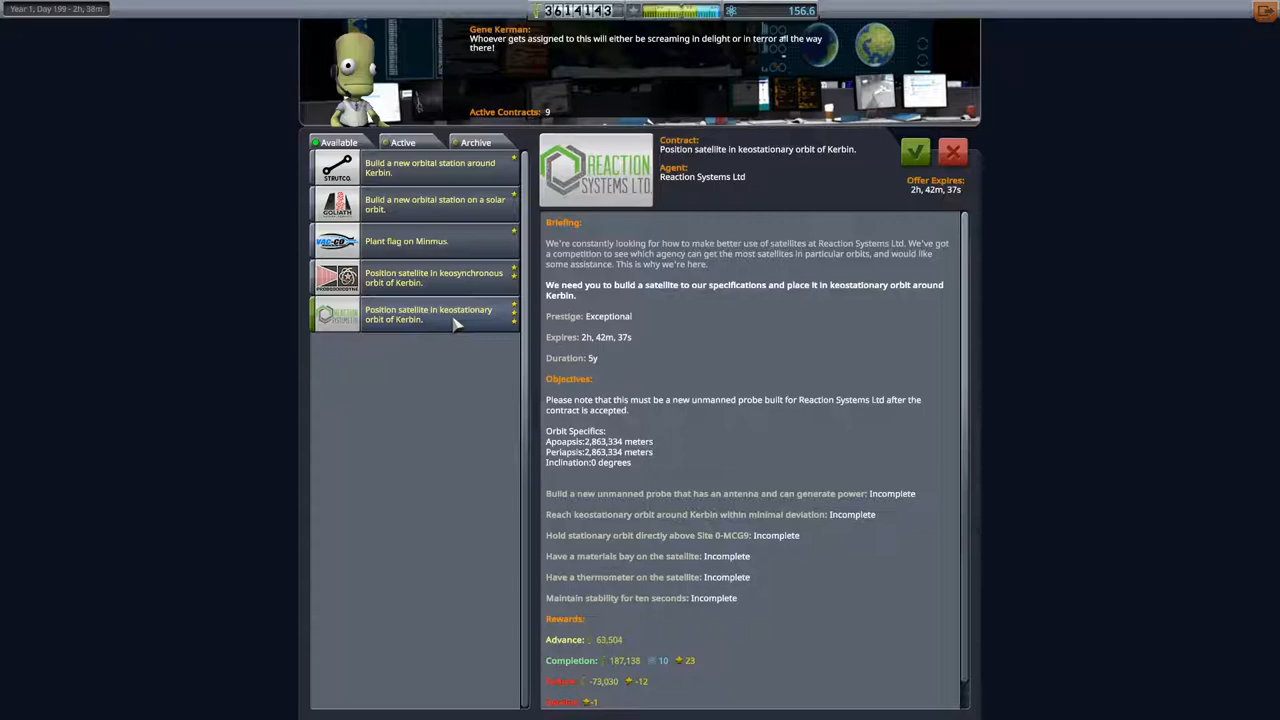 Year 1, Day 199 - 2h, 38m
3614143
156.6
Gene Kerman:
Whoever gets assigned to this will either be screaming in delight or in terror all the way
there!
Active Contracts: 9
Available
Active
Archive
STRUTCO.
Build a new orbital station around
Kerbin.
GOLIATH
Build a new orbital station on a solar
orbit.
VAC-CO
Plant flag on Minmus.
PROBODOBODYNE
Position satellite in keosynchronous
orbit of Kerbin.
REACTION
SYSTEMS LTD.
Position satellite in keostationary
orbit of Kerbin.
REACTION
SYSTEMS LTD.
Contract:
Position satellite in keostationary orbit of Kerbin.
Agent:
Reaction Systems Ltd
Offer Expires:
2h, 42m, 37s
Briefing:
We're constantly looking for how to make better use of satellites at Reaction Systems Ltd. We've got
a competition to see which agency can get the most satellites in particular orbits, and would like
some assistance. This is why we're here.
We need you to build a satellite to our specifications and place it in keostationary orbit around
Kerbin.
Prestige: Exceptional
Expires: 2h, 42m, 37s
Duration: 5y
Objectives:
Please note that this must be a new unmanned probe built for Reaction Systems Ltd after the
contract is accepted.
Orbit Specifics:
Apoapsis:2,863,334 meters
Periapsis:2,863,334 meters
Inclination:0 degrees
Build a new unmanned probe that has an antenna and can generate power: Incomplete
Reach keostationary orbit around Kerbin within minimal deviation: Incomplete
Hold stationary orbit directly above Site 0-MCG9: Incomplete
Have a materials bay on the satellite: Incomplete
Have a thermometer on the satellite: Incomplete
Maintain stability for ten seconds: Incomplete
Rewards:
Advance: 63,504
Completion: 187,138 10 23
Failure: -73,030 -12
-1